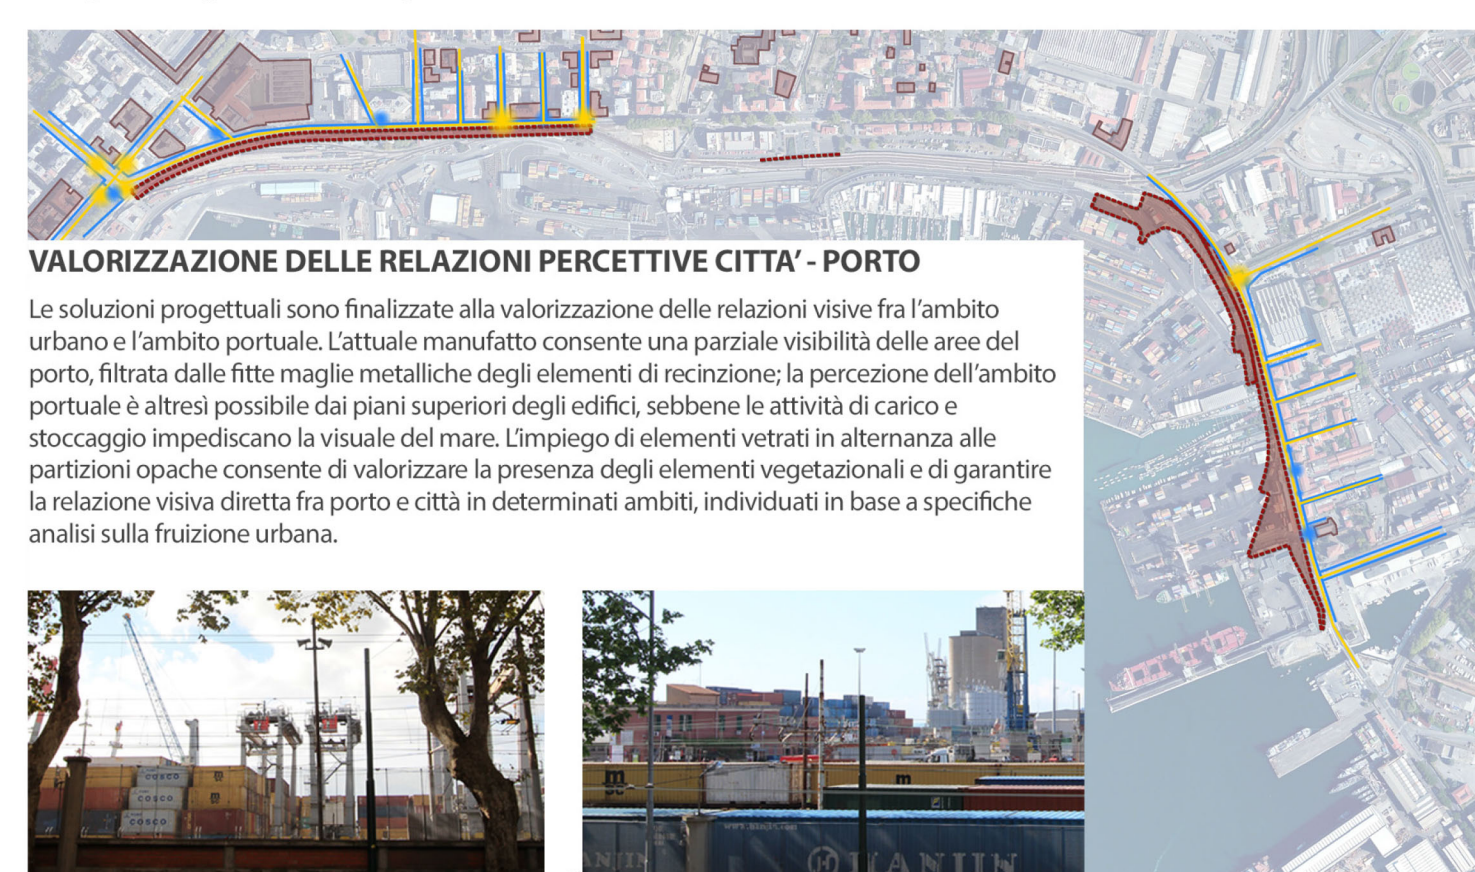 VALORIZZAZIONE DELLE RELAZIONI PERCETTIVE CITTA’ - PORTO
Le soluzioni progettuali sono finalizzate alla valorizzazione delle relazioni visive fra l’ambito
urbano e l’ambito portuale. L’attuale manufatto consente una parziale visibilità delle aree del
porto, filtrata dalle fitte maglie metalliche degli elementi di recinzione; la percezione dell’ambito
portuale è altresì possibile dai piani superiori degli edifici, sebbene le attività di carico e
stoccaggio impediscano la visuale del mare. L’impiego di elementi vetrati in alternanza alle
partizioni opache consente di valorizzare la presenza degli elementi vegetazionali e di garantire
la relazione visiva diretta fra porto e città in determinati ambiti, individuati in base a specifiche
analisi sulla fruizione urbana.
COSCO
COSCO
COSCO
m
m
www.hanjin.com
HANJIN